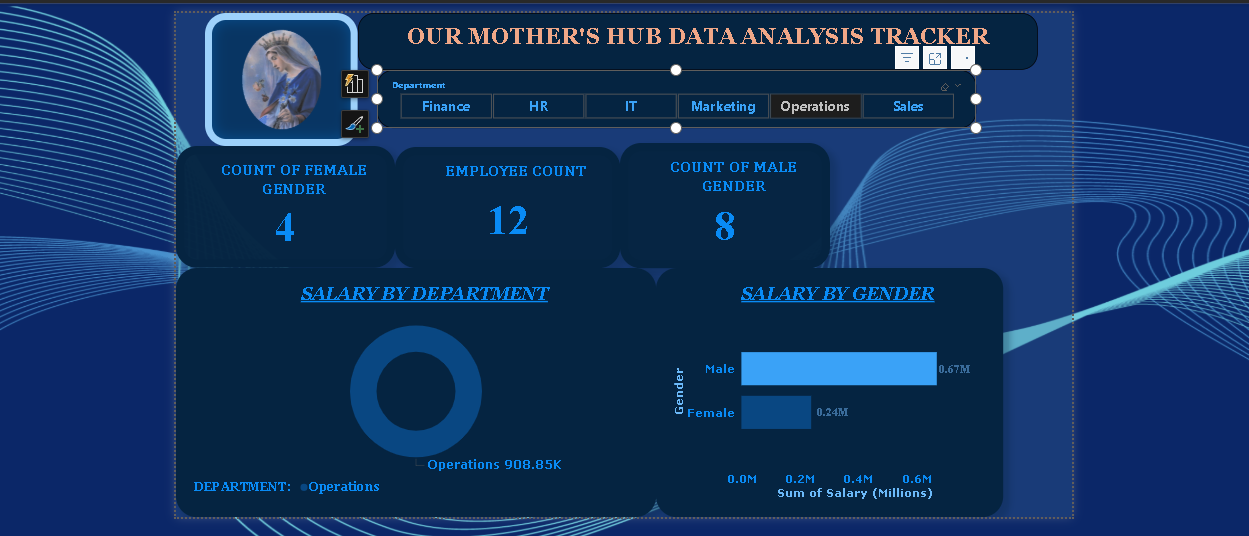 OUR MOTHER'S HUB DATA ANALYSIS TRACKER
Department
Finance HR IT Marketing Operations Sales
COUNT OF FEMALE
GENDER
4
EMPLOYEE COUNT
12
COUNT OF MALE
GENDER
8
SALARY BY DEPARTMENT
Operations 908.85K
DEPARTMENT: Operations
SALARY BY GENDER
Gender
Male 0.67M
Female 0.24M
0.0M 0.2M 0.4M 0.6M
Sum of Salary (Millions)